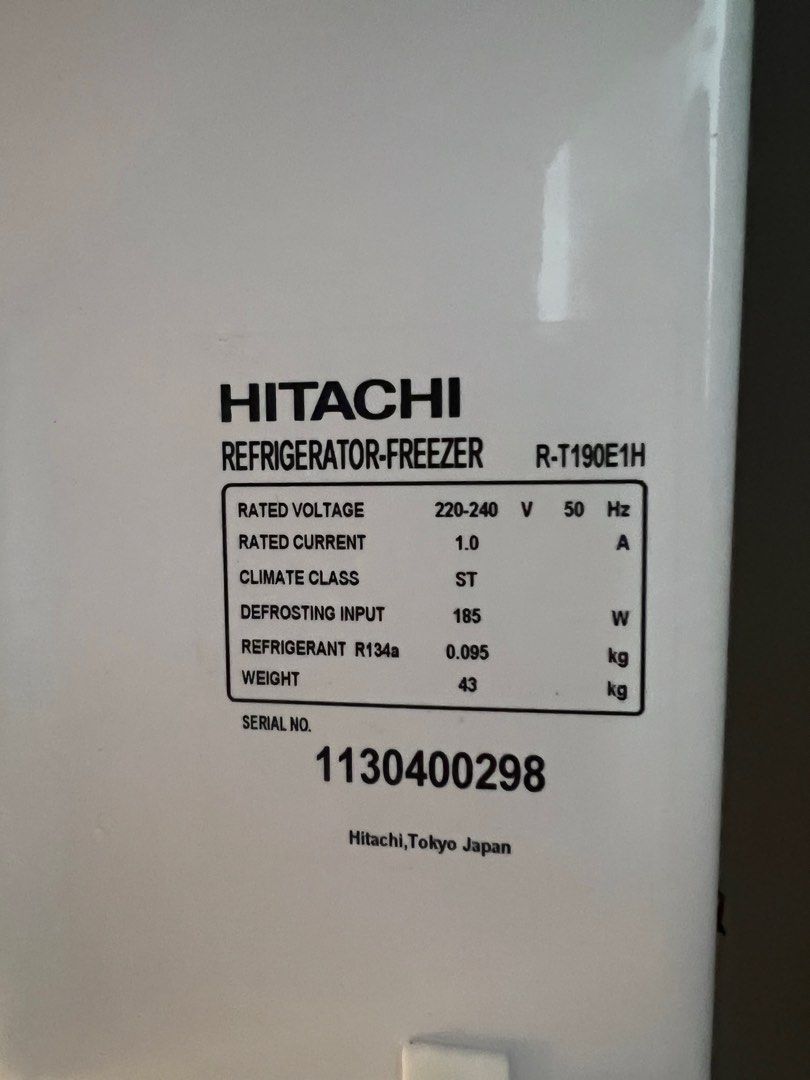 HITACHI
REFRIGERATOR-FREEZER R-T190E1H
RATED VOLTAGE 220-240 V 50 Hz
RATED CURRENT 1.0 A
CLIMATE CLASS ST
DEFROSTING INPUT 185 W
REFRIGERANT R134a 0.095 kg
WEIGHT 43 kg
SERIAL NO.
1130400298
Hitachi,Tokyo Japan